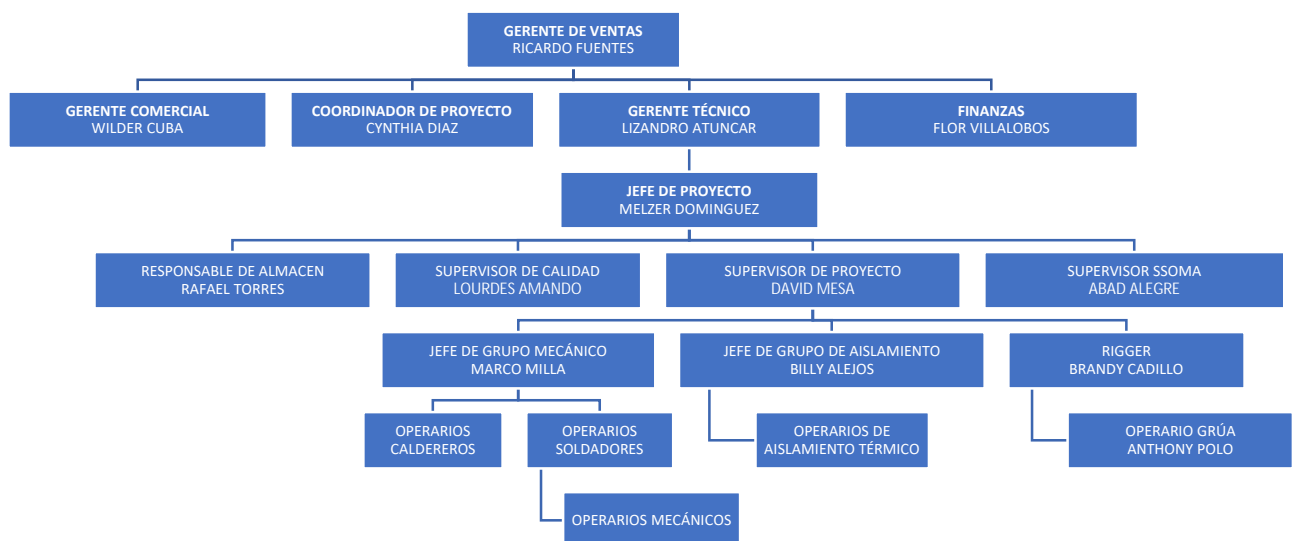 GERENTE DE VENTAS
RICARDO FUENTES
GERENTE COMERCIAL
WILDER CUBA
COORDINADOR DE PROYECTO
CYNTHIA DIAZ
GERENTE TÉCNICO
LIZANDRO ATUNCAR
FINANZAS
FLOR VILLALOBOS
JEFE DE PROYECTO
MELZER DOMINGUEZ
RESPONSABLE DE ALMACEN
RAFAEL TORRES
SUPERVISOR DE CALIDAD
LOURDES AMANDO
SUPERVISOR DE PROYECTO
DAVID MESA
SUPERVISOR SSOMA
ABAD ALEGRE
JEFE DE GRUPO MECÁNICO
MARCO MILLA
JEFE DE GRUPO DE AISLAMIENTO
BILLY ALEJOS
RIGGER
BRANDY CADILLO
OPERARIOS
CALDEREROS
OPERARIOS
SOLDADORES
OPERARIOS DE
AISLAMIENTO TÉRMICO
OPERARIO GRÚA
ANTHONY POLO
OPERARIOS MECÁNICOS